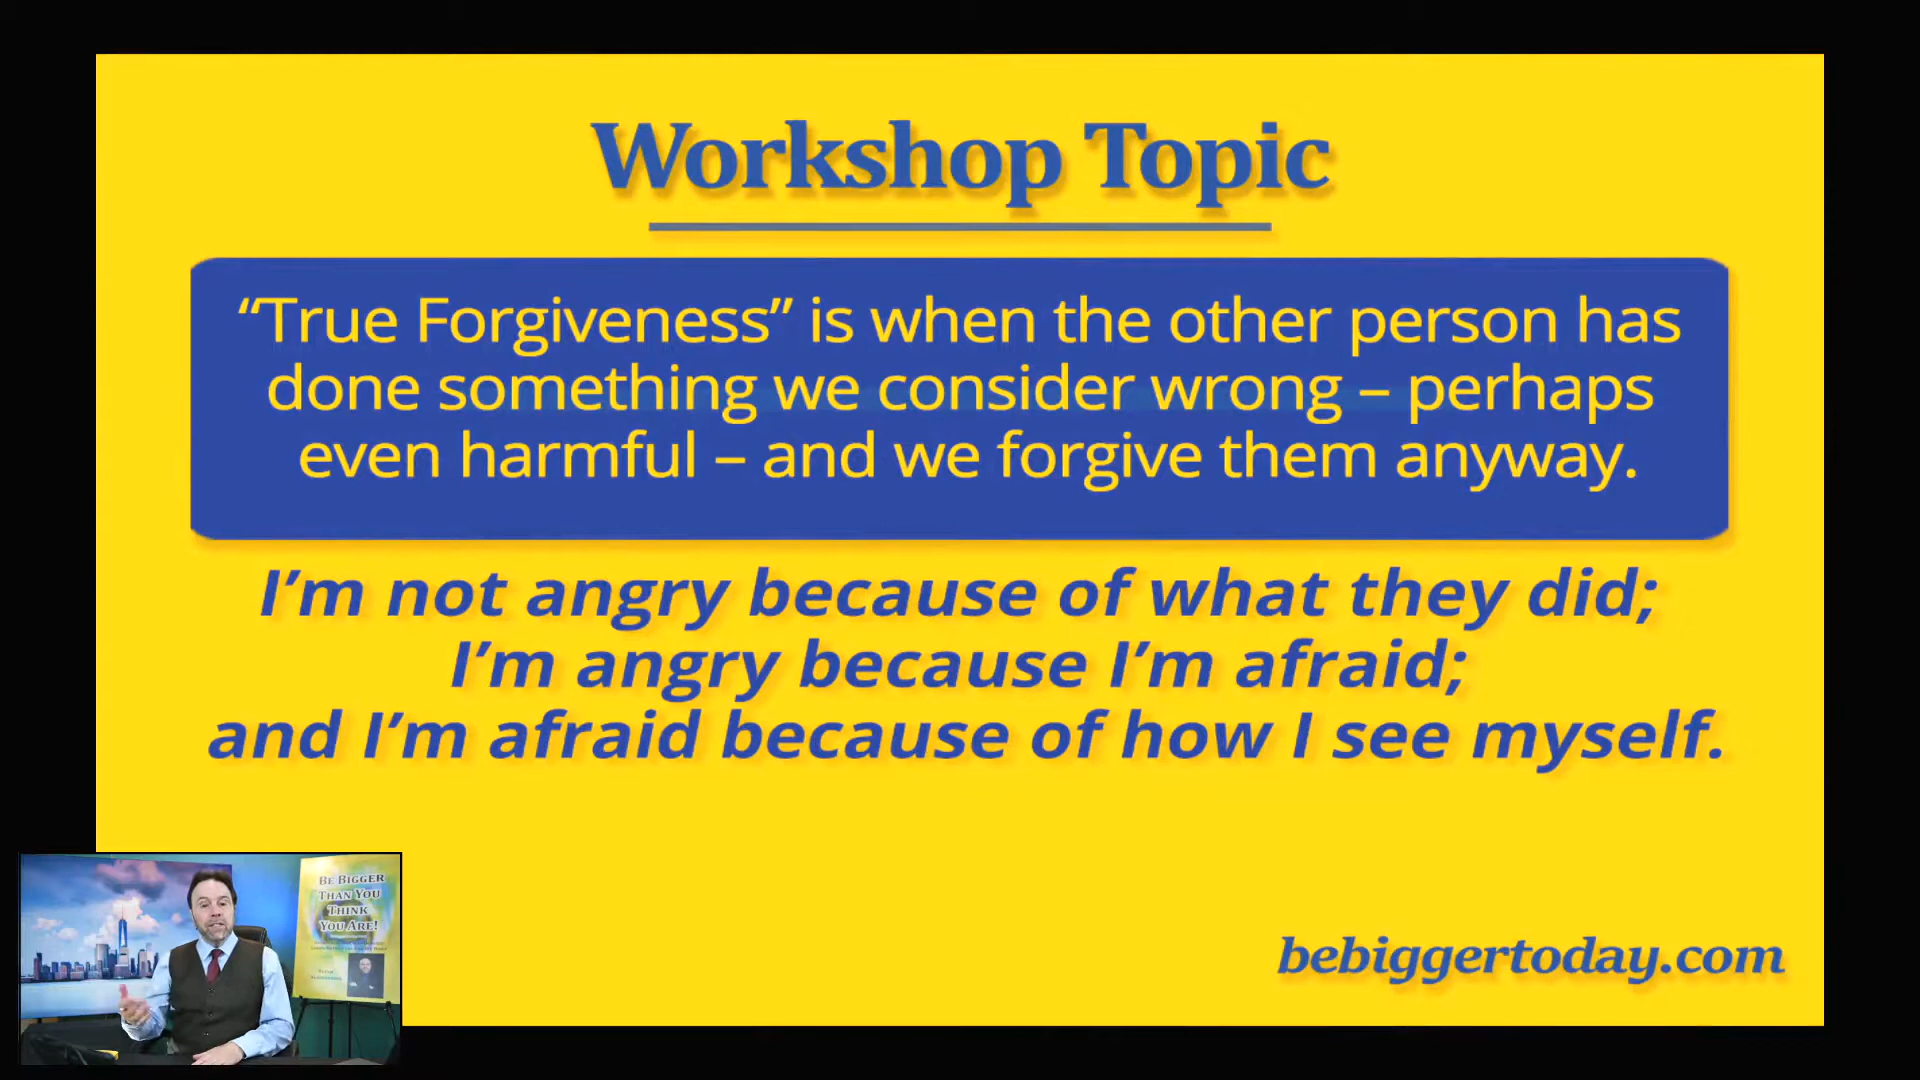 Workshop Topic
“True Forgiveness” is when the other person has
done something we consider wrong – perhaps
even harmful – and we forgive them anyway.
I’m not angry because of what they did;
I’m angry because I’m afraid;
and I’m afraid because of how I see myself.
Be Bigger
Than You
Think
You Are!
bebiggertoday.com